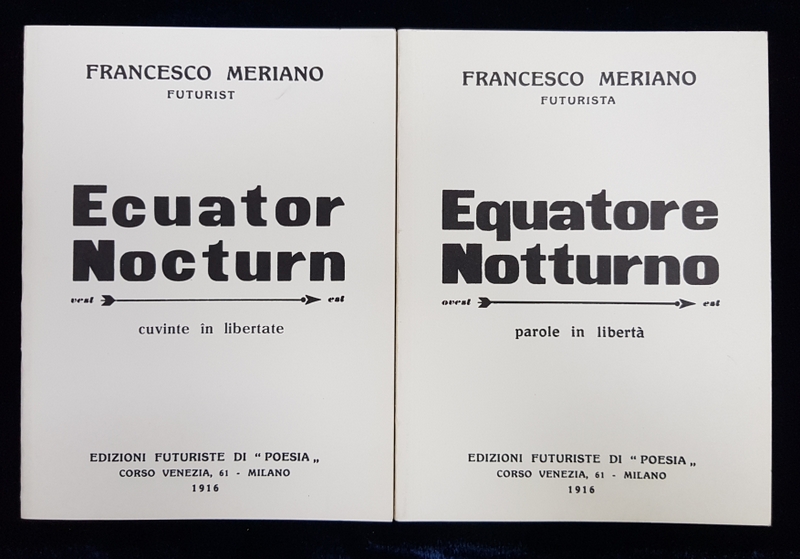 FRANCESCO MERIANO
FUTURIST
Ecuator
Nocturn
vest est
cuvinte in libertate
EDIZIONI FUTURISTE DI “ POESIA „
CORSO VENEZIA, 61 - MILANO
1916
FRANCESCO MERIANO
FUTURISTA
Equatore
Notturno
ovest est
parole in libertà
EDIZIONI FUTURISTE DI “ POESIA „
CORSO VENEZIA, 61 - MILANO
1916